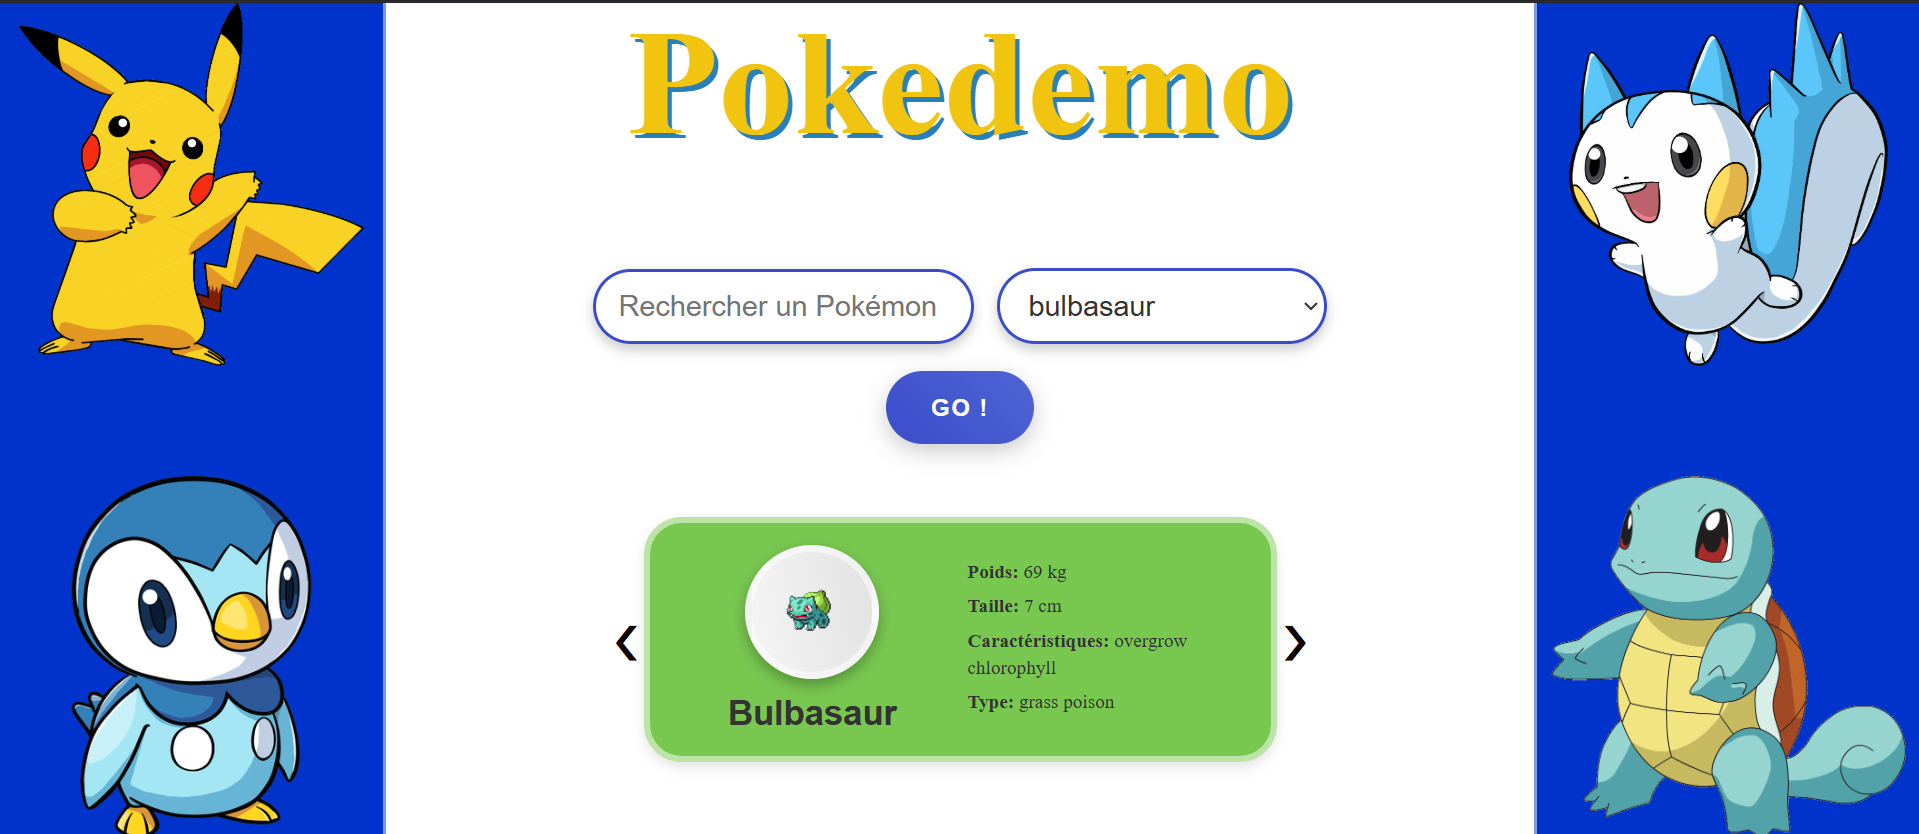 Pokedemo
Rechercher un Pokémon
bulbasaur
GO !
Poids: 69 kg
Taille: 7 cm
Caractéristiques: overgrow
chlorophyll
Type: grass poison
Bulbasaur